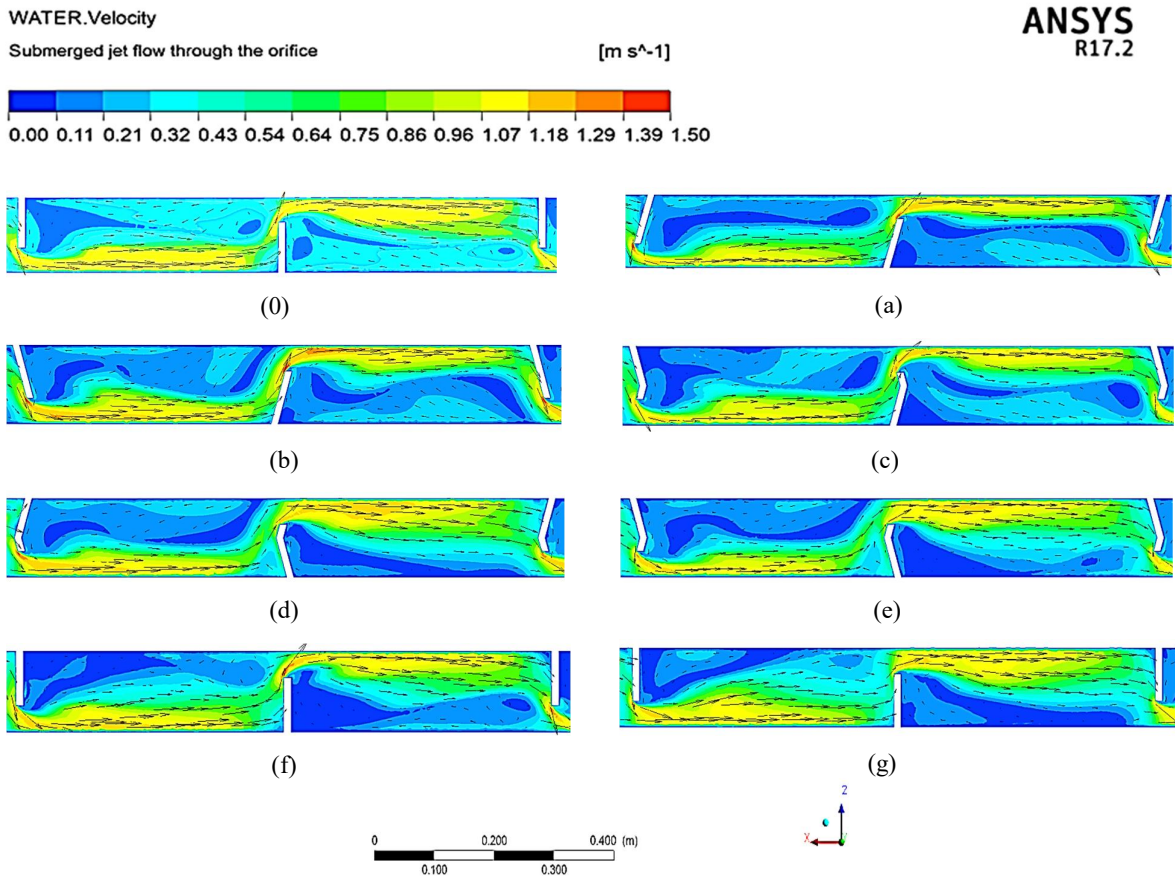 WATER.Velocity
Submerged jet flow through the orifice [m s^-1]
ANSYS
R17.2
0.00 0.11 0.21 0.32 0.43 0.54 0.64 0.75 0.86 0.96 1.07 1.18 1.29 1.39 1.50
(0) (a)
(b) (c)
(d) (e)
(f) (g)
0 0.200 0.400 (m)
0.100 0.300
Z
X Y